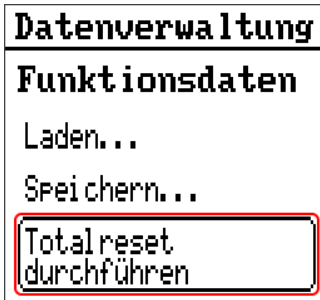 Datenverwaltung
Funktionsdaten
Laden...
Speichern...
Totalreset
durchführen